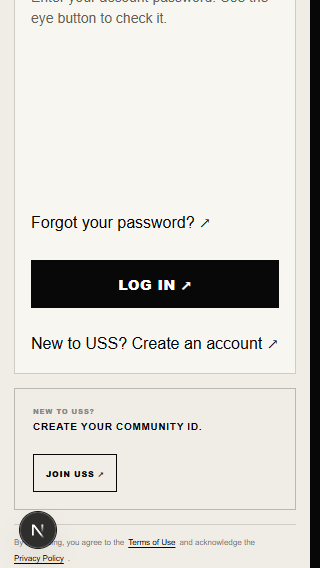 Enter your account password. Use the
eye button to check it.
Forgot your password? ↗
LOG IN ↗
New to USS? Create an account ↗
NEW TO USS?
CREATE YOUR COMMUNITY ID.
JOIN USS ↗
N
By you agree to the Terms of Use and acknowledge the
Privacy Policy .